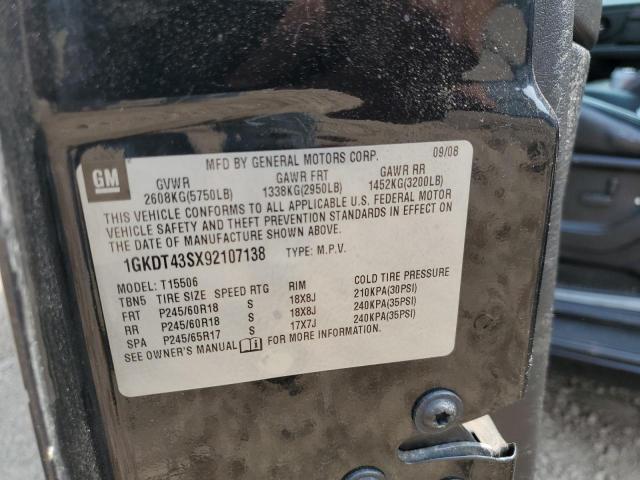 GM
MFD BY GENERAL MOTORS CORP. 09/08
GVWR GAWR FRT GAWR RR
2608KG(5750LB) 1338KG(2950LB) 1452KG(3200LB)
THIS VEHICLE CONFORMS TO ALL APPLICABLE U.S. FEDERAL MOTOR
VEHICLE SAFETY AND THEFT PREVENTION STANDARDS IN EFFECT ON
THE DATE OF MANUFACTURE SHOWN ABOVE.
1GKDT43SX92107138 TYPE: M.P.V.
MODEL: T15506
TBN5 TIRE SIZE SPEED RTG RIM COLD TIRE PRESSURE
FRT P245/60R18 S 18X8J 210KPA(30PSI)
RR P245/60R18 S 18X8J 240KPA(35PSI)
SPA P245/65R17 S 17X7J 240KPA(35PSI)
SEE OWNER'S MANUAL FOR MORE INFORMATION.